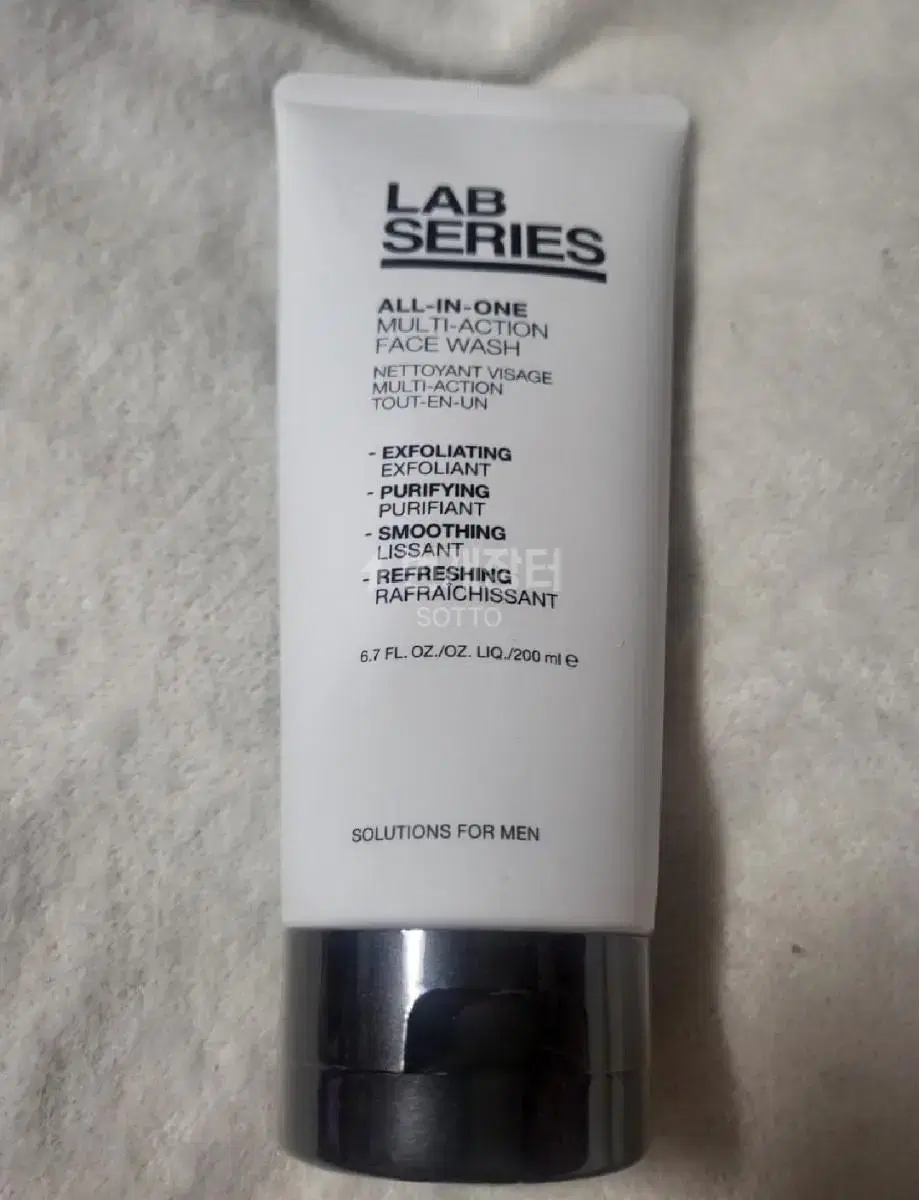 LAB
SERIES
ALL-IN-ONE
MULTI-ACTION
FACE WASH
NETTOYANT VISAGE
MULTI-ACTION
TOUT-EN-UN
- EXFOLIATING
EXFOLIANT
- PURIFYING
PURIFIANT
- SMOOTHING
LISSANT
- REFRESHING
RAFRAÎCHISSANT
SOTTO
6.7 FL. OZ./OZ. LIQ./200 ml ℮
SOLUTIONS FOR MEN